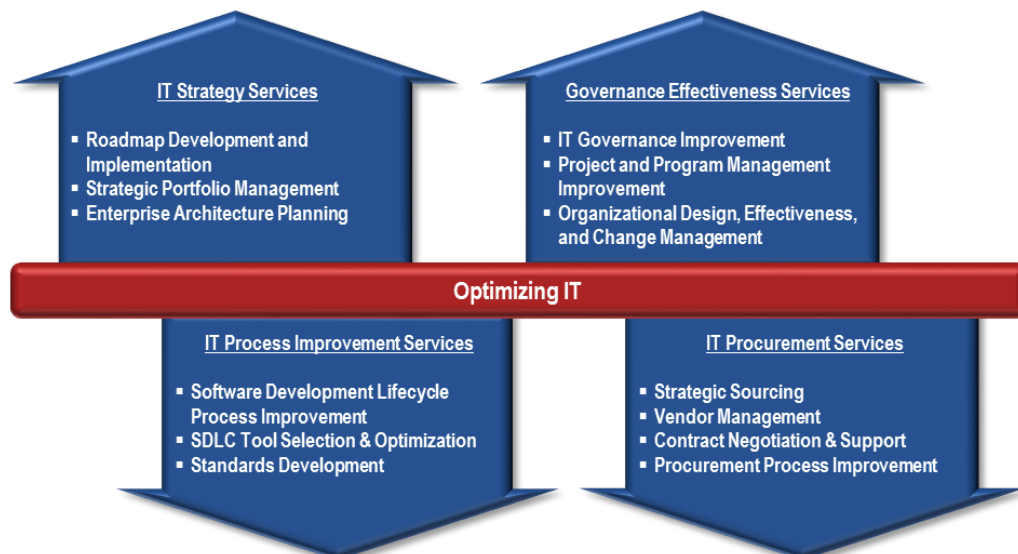 IT Strategy Services
▪ Roadmap Development and
Implementation
▪ Strategic Portfolio Management
▪ Enterprise Architecture Planning
Governance Effectiveness Services
▪ IT Governance Improvement
▪ Project and Program Management
Improvement
▪ Organizational Design, Effectiveness,
and Change Management
Optimizing IT
IT Process Improvement Services
▪ Software Development Lifecycle
Process Improvement
▪ SDLC Tool Selection & Optimization
▪ Standards Development
IT Procurement Services
▪ Strategic Sourcing
▪ Vendor Management
▪ Contract Negotiation & Support
▪ Procurement Process Improvement